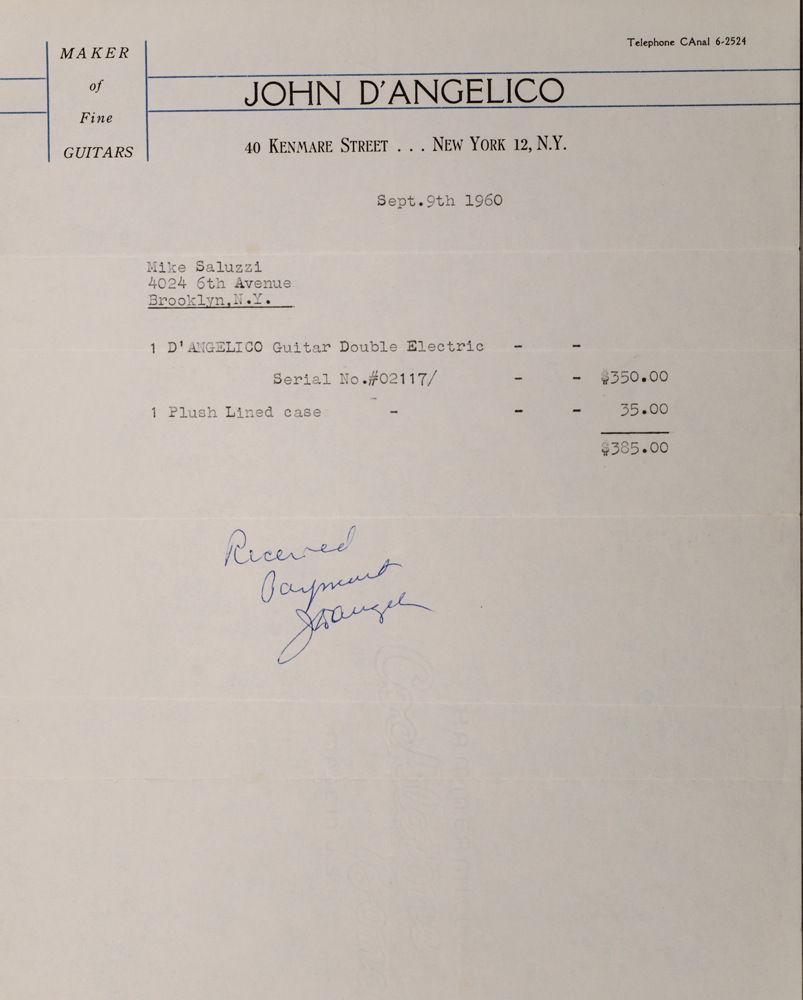 Telephone CAnal 6-2524
MAKER
of
Fine
GUITARS
JOHN D'ANGELICO
40 KENMARE STREET . . . NEW YORK 12, N.Y.
Sept.9th 1960
Mike Saluzzi
4024 6th Avenue
Brooklyn,N.Y.
1 D'ANGELICO Guitar Double Electric - -
Serial No.#02117/ - - $350.00
1 Plush Lined case - - - 35.00
$385.00
Received
Payment
JD'Angel